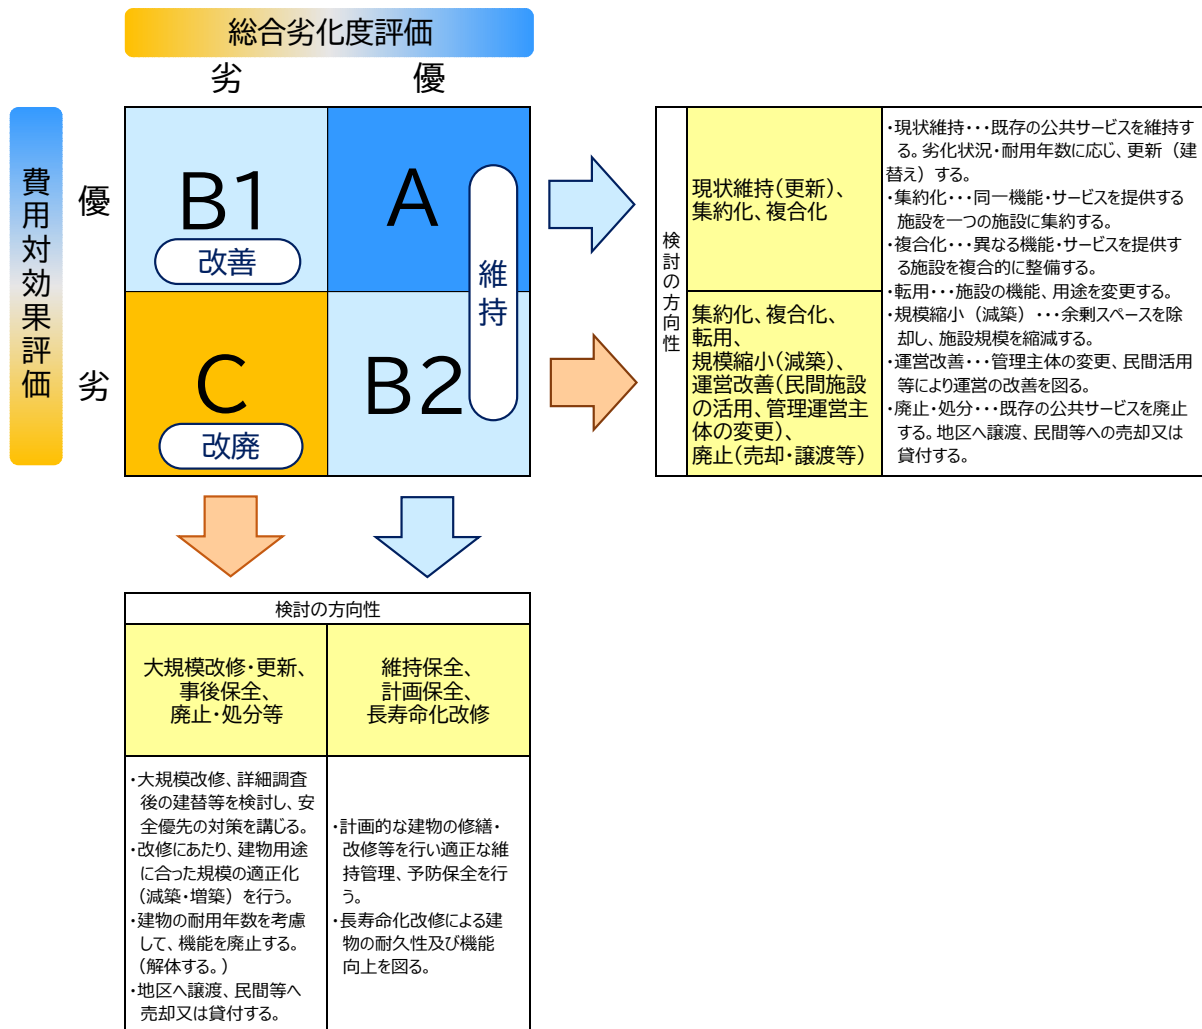 総合劣化度評価
劣
優
費用対効果評価
優
劣
B1
改善
A
維持
C
改廃
B2
検討の方向性
現状維持（更新）、
集約化、複合化
集約化、複合化、
転用、
規模縮小（減築）、
運営改善（民間施設
の活用、管理運営主
体の変更）、
廃止（売却・譲渡等）
・現状維持・・・既存の公共サービスを維持す
る。劣化状況・耐用年数に応じ、更新（建
替え）する。
・集約化・・・同一機能・サービスを提供する
施設を一つの施設に集約する。
・複合化・・・異なる機能・サービスを提供す
る施設を複合的に整備する。
・転用・・・施設の機能、用途を変更する。
・規模縮小（減築）・・・余剰スペースを除
却し、施設規模を縮減する。
・運営改善・・・管理主体の変更、民間活用
等により運営の改善を図る。
・廃止・処分・・・既存の公共サービスを廃止
する。地区へ譲渡、民間等への売却又は
貸付する。
検討の方向性
大規模改修・更新、
事後保全、
廃止・処分等
維持保全、
計画保全、
長寿命化改修
・大規模改修、詳細調査
後の建替等を検討し、安
全優先の対策を講じる。
・改修にあたり、建物用途
に合った規模の適正化
（減築・増築）を行う。
・建物の耐用年数を考慮
して、機能を廃止する。
（解体する。）
・地区へ譲渡、民間等へ
売却又は貸付する。
・計画的な建物の修繕・
改修等を行い適正な維
持管理、予防保全を行
う。
・長寿命化改修による建
物の耐久性及び機能
向上を図る。